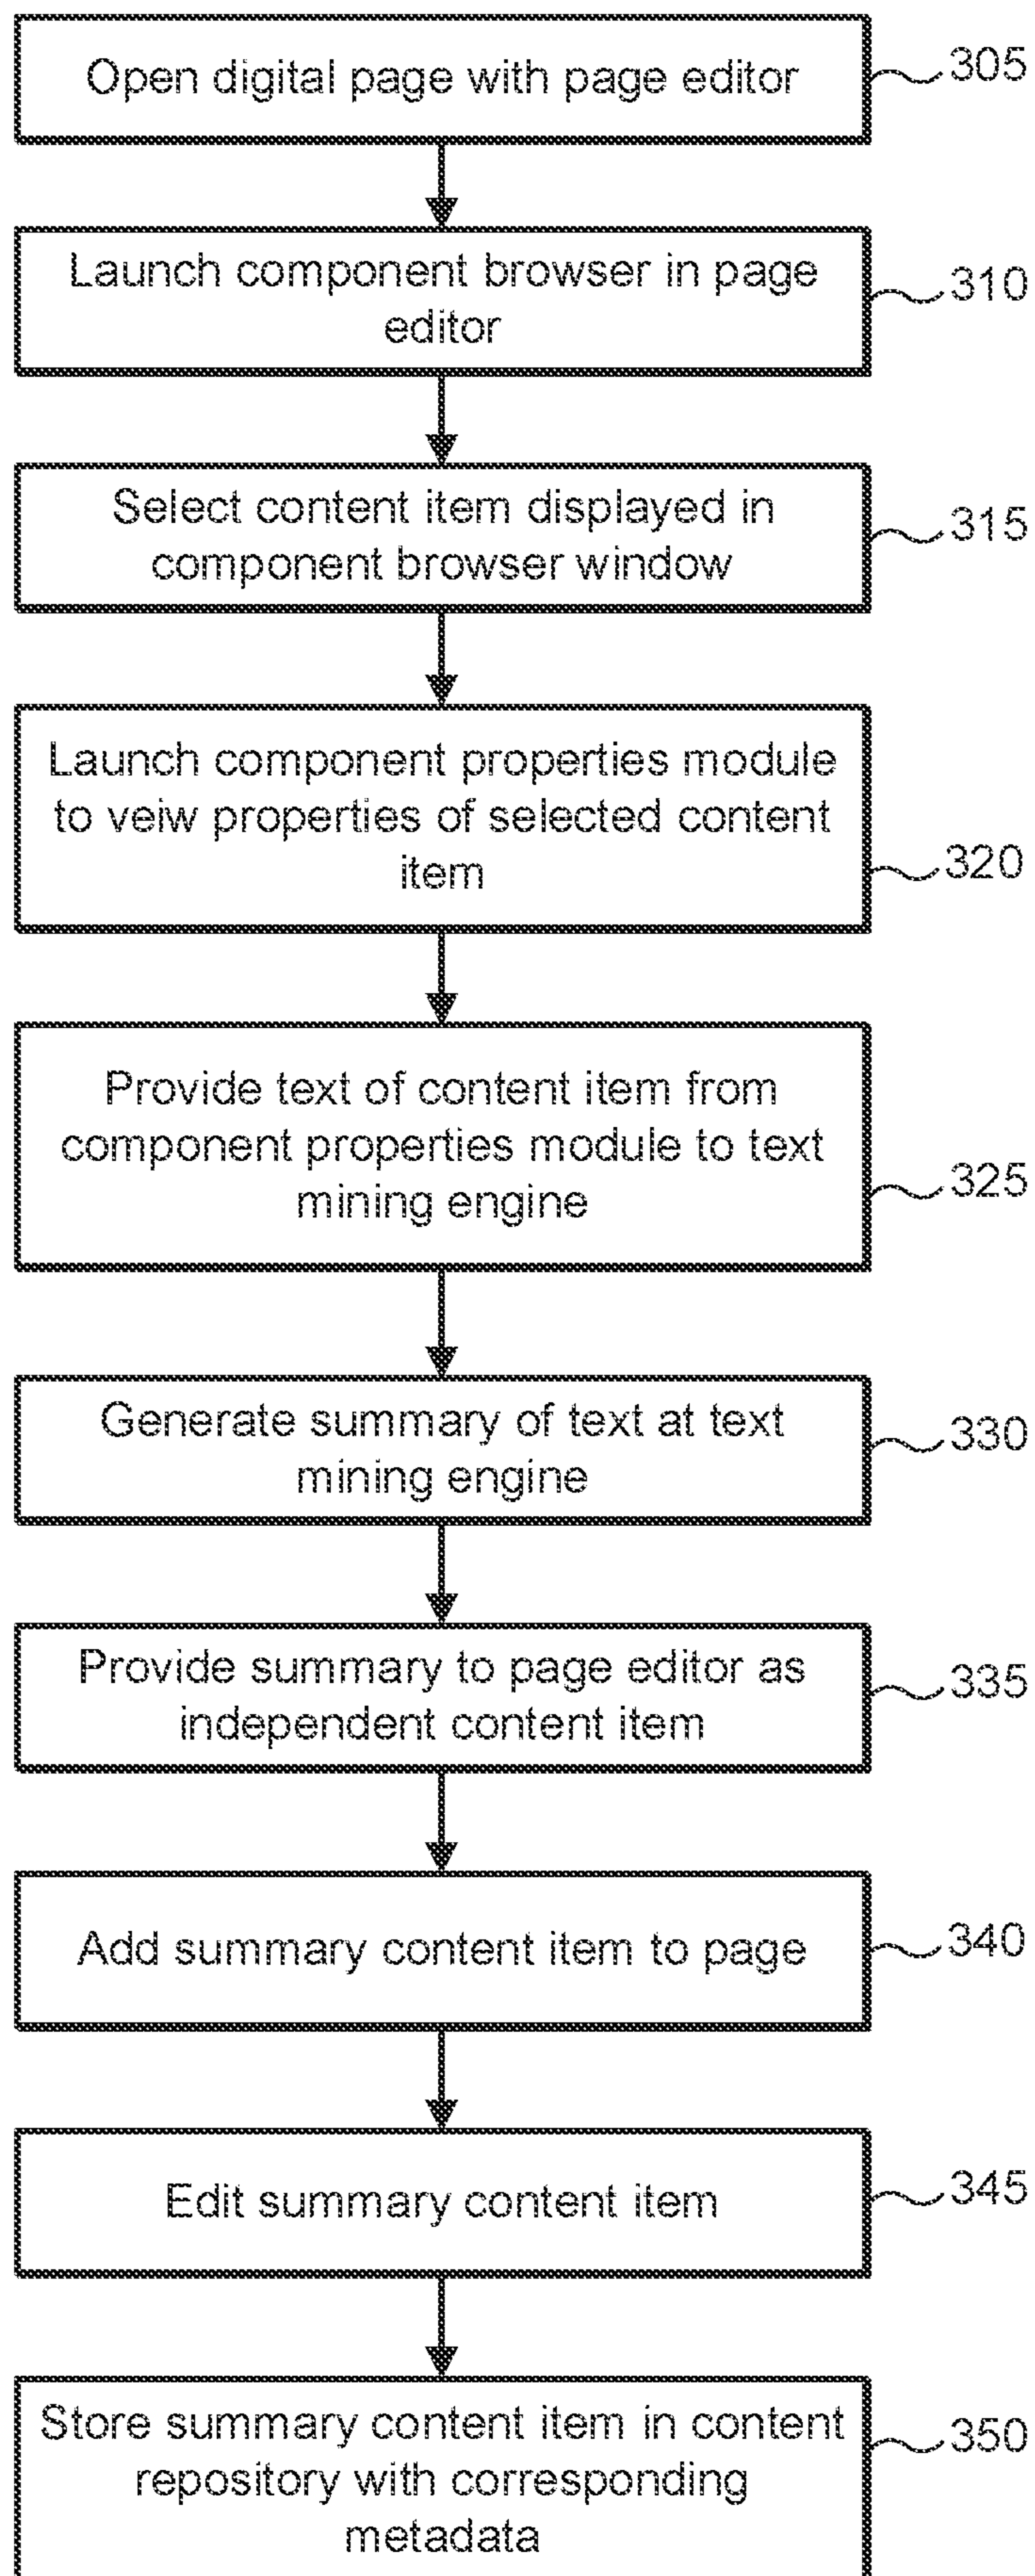 Open digital page with page editor
305
Launch component browser in page
editor
310
Select content item displayed in
component browser window
315
Launch component properties module
to veiw properties of selected content
item
320
Provide text of content item from
component properties module to text
mining engine
325
Generate summary of text at text
mining engine
330
Provide summary to page editor as
independent content item
335
Add summary content item to page
340
Edit summary content item
345
Store summary content item in content
repository with corresponding
metadata
350